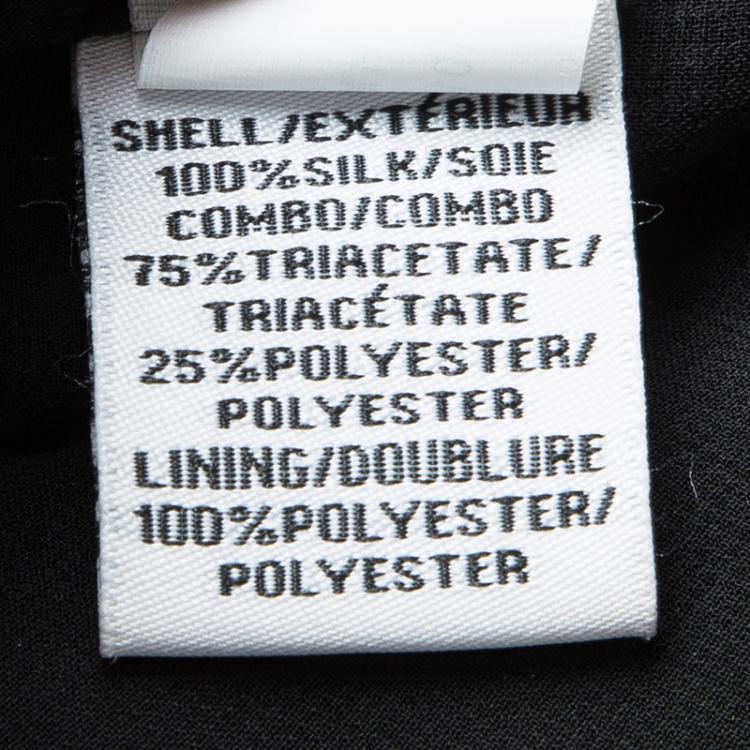 SHELL/EXTÉRIEUR
100%SILK/SOIE
COMBO/COMBO
75%TRIACETATE/
TRIACÉTATE
25%POLYESTER/
POLYESTER
LINING/DOUBLURE
100%POLYESTER/
POLYESTER